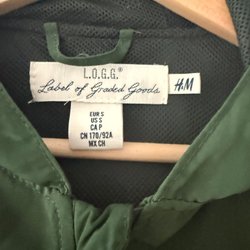 L.O.G.G.®
Label of Graded Goods
H&M
EUR S
US S
CA P
CN 170/92A
MX CH